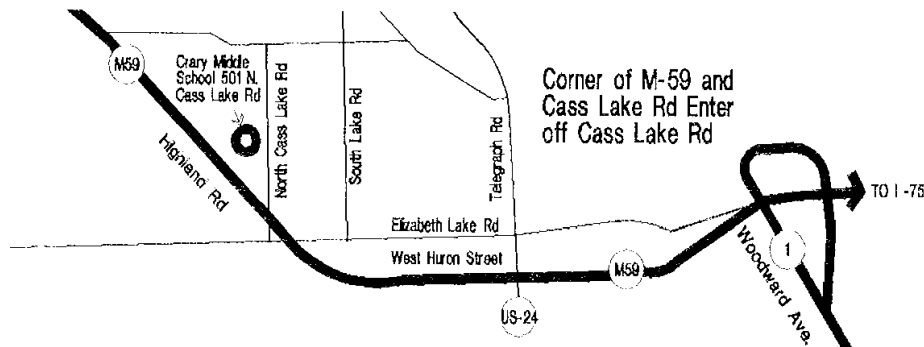 M59
Crary Middle
School 501 N.
Cass Lake Rd
Highland Rd
North Cass Lake Rd
South Lake Rd
Telegraph Rd
Corner of M-59 and
Cass Lake Rd Enter
off Cass Lake Rd
TO I-75
Elizabeth Lake Rd
West Huron Street
M59
US-24
1
Woodward Ave.